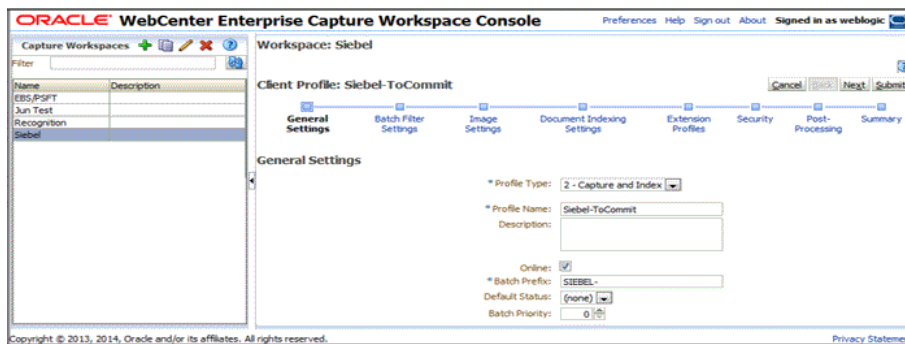 ORACLE® WebCenter Enterprise Capture Workspace Console
Preferences Help Sign out About Signed in as weblogic
Capture Workspaces
Filter
Name Description
EBS/PSFT
Jun Test
Recognition
Siebel
Workspace: Siebel
Client Profile: Siebel-ToCommit
Cancel Back Next Submit
General Settings
Batch Filter Settings
Image Settings
Document Indexing Settings
Extension Profiles
Security
Post-Processing
Summary
General Settings
* Profile Type: 2 - Capture and Index
* Profile Name: Siebel-ToCommit
Description:
Online:
* Batch Prefix: SIEBEL-
Default Status: (none)
Batch Priority: 0
Copyright © 2013, 2014, Oracle and/or its affiliates. All rights reserved.
Privacy Stateme